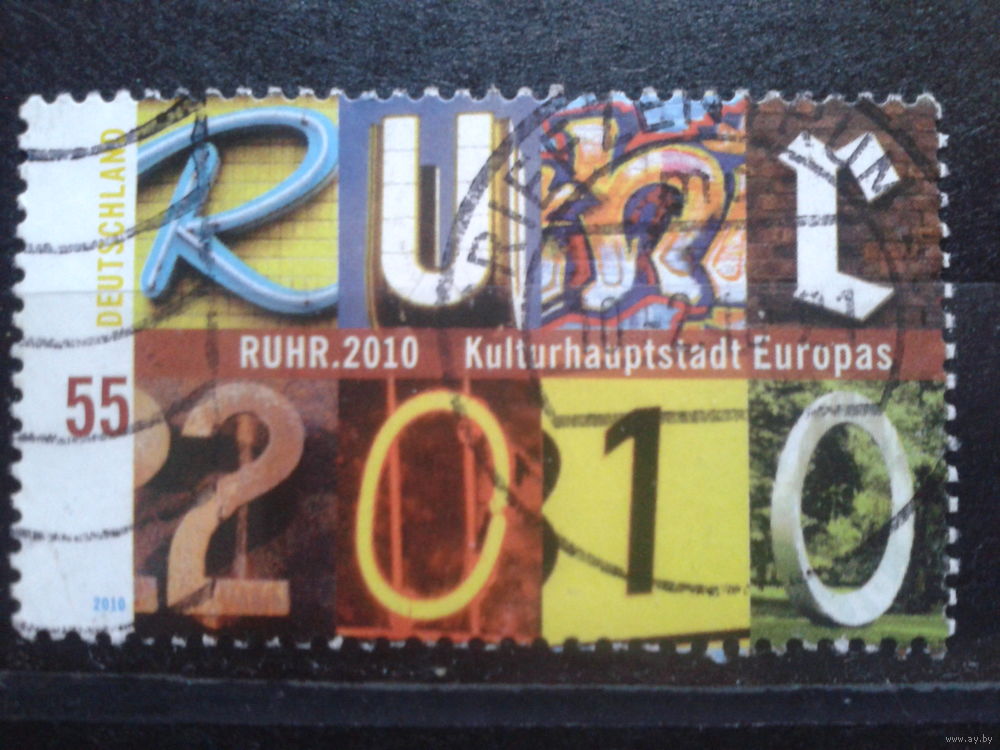 DEUTSCHLAND
Ruhr
RUHR.2010 Kulturhauptstadt Europas
55
2010
2010
www.ay.by